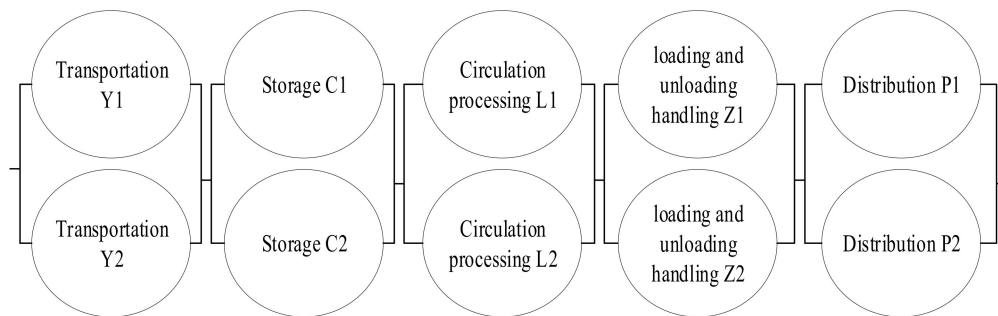 Transportation
Y1
Storage C1
Circulation
processing L1
loading and
unloading
handling Z1
Distribution P1
Transportation
Y2
Storage C2
Circulation
processing L2
loading and
unloading
handling Z2
Distribution P2